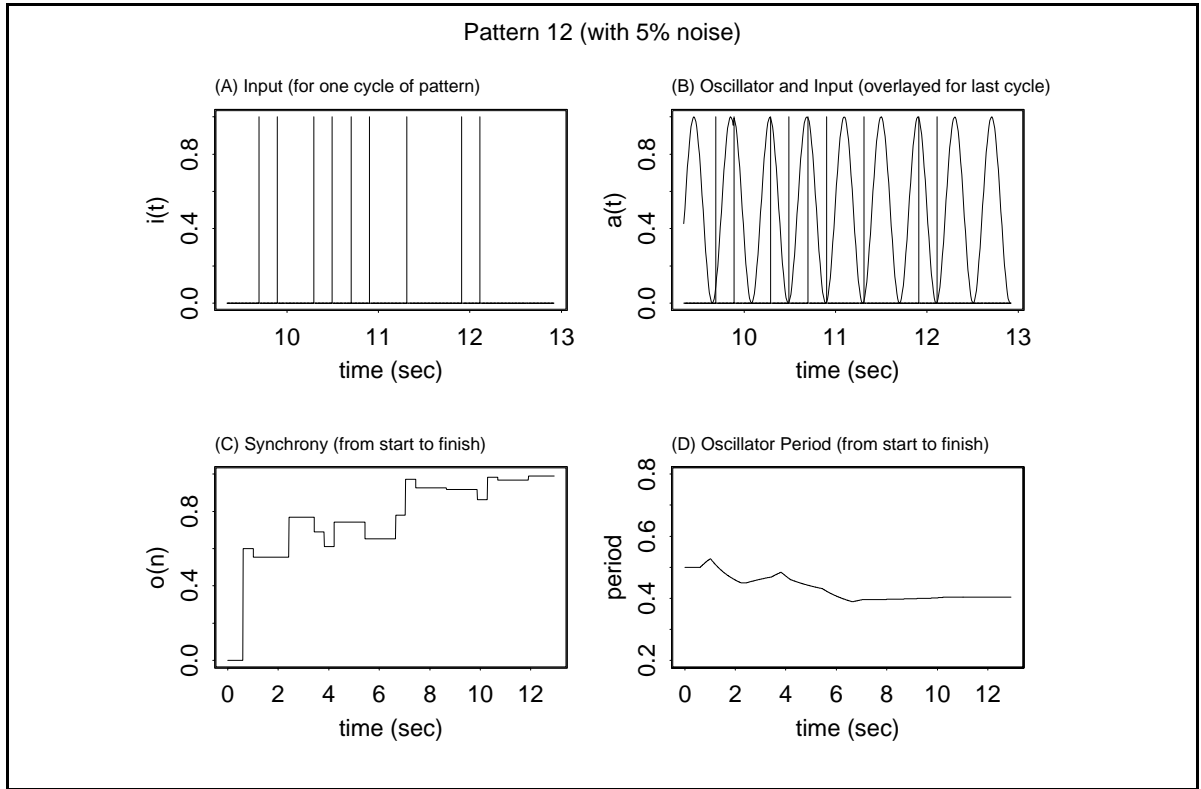 Pattern 12 (with 5% noise)
(A) Input (for one cycle of pattern)
i(t)
0.0 0.4 0.8
10 11 12 13
time (sec)
(B) Oscillator and Input (overlayed for last cycle)
a(t)
0.0 0.4 0.8
10 11 12 13
time (sec)
(C) Synchrony (from start to finish)
o(n)
0.0 0.4 0.8
0 2 4 6 8 10 12
time (sec)
(D) Oscillator Period (from start to finish)
period
0.2 0.4 0.6 0.8
0 2 4 6 8 10 12
time (sec)